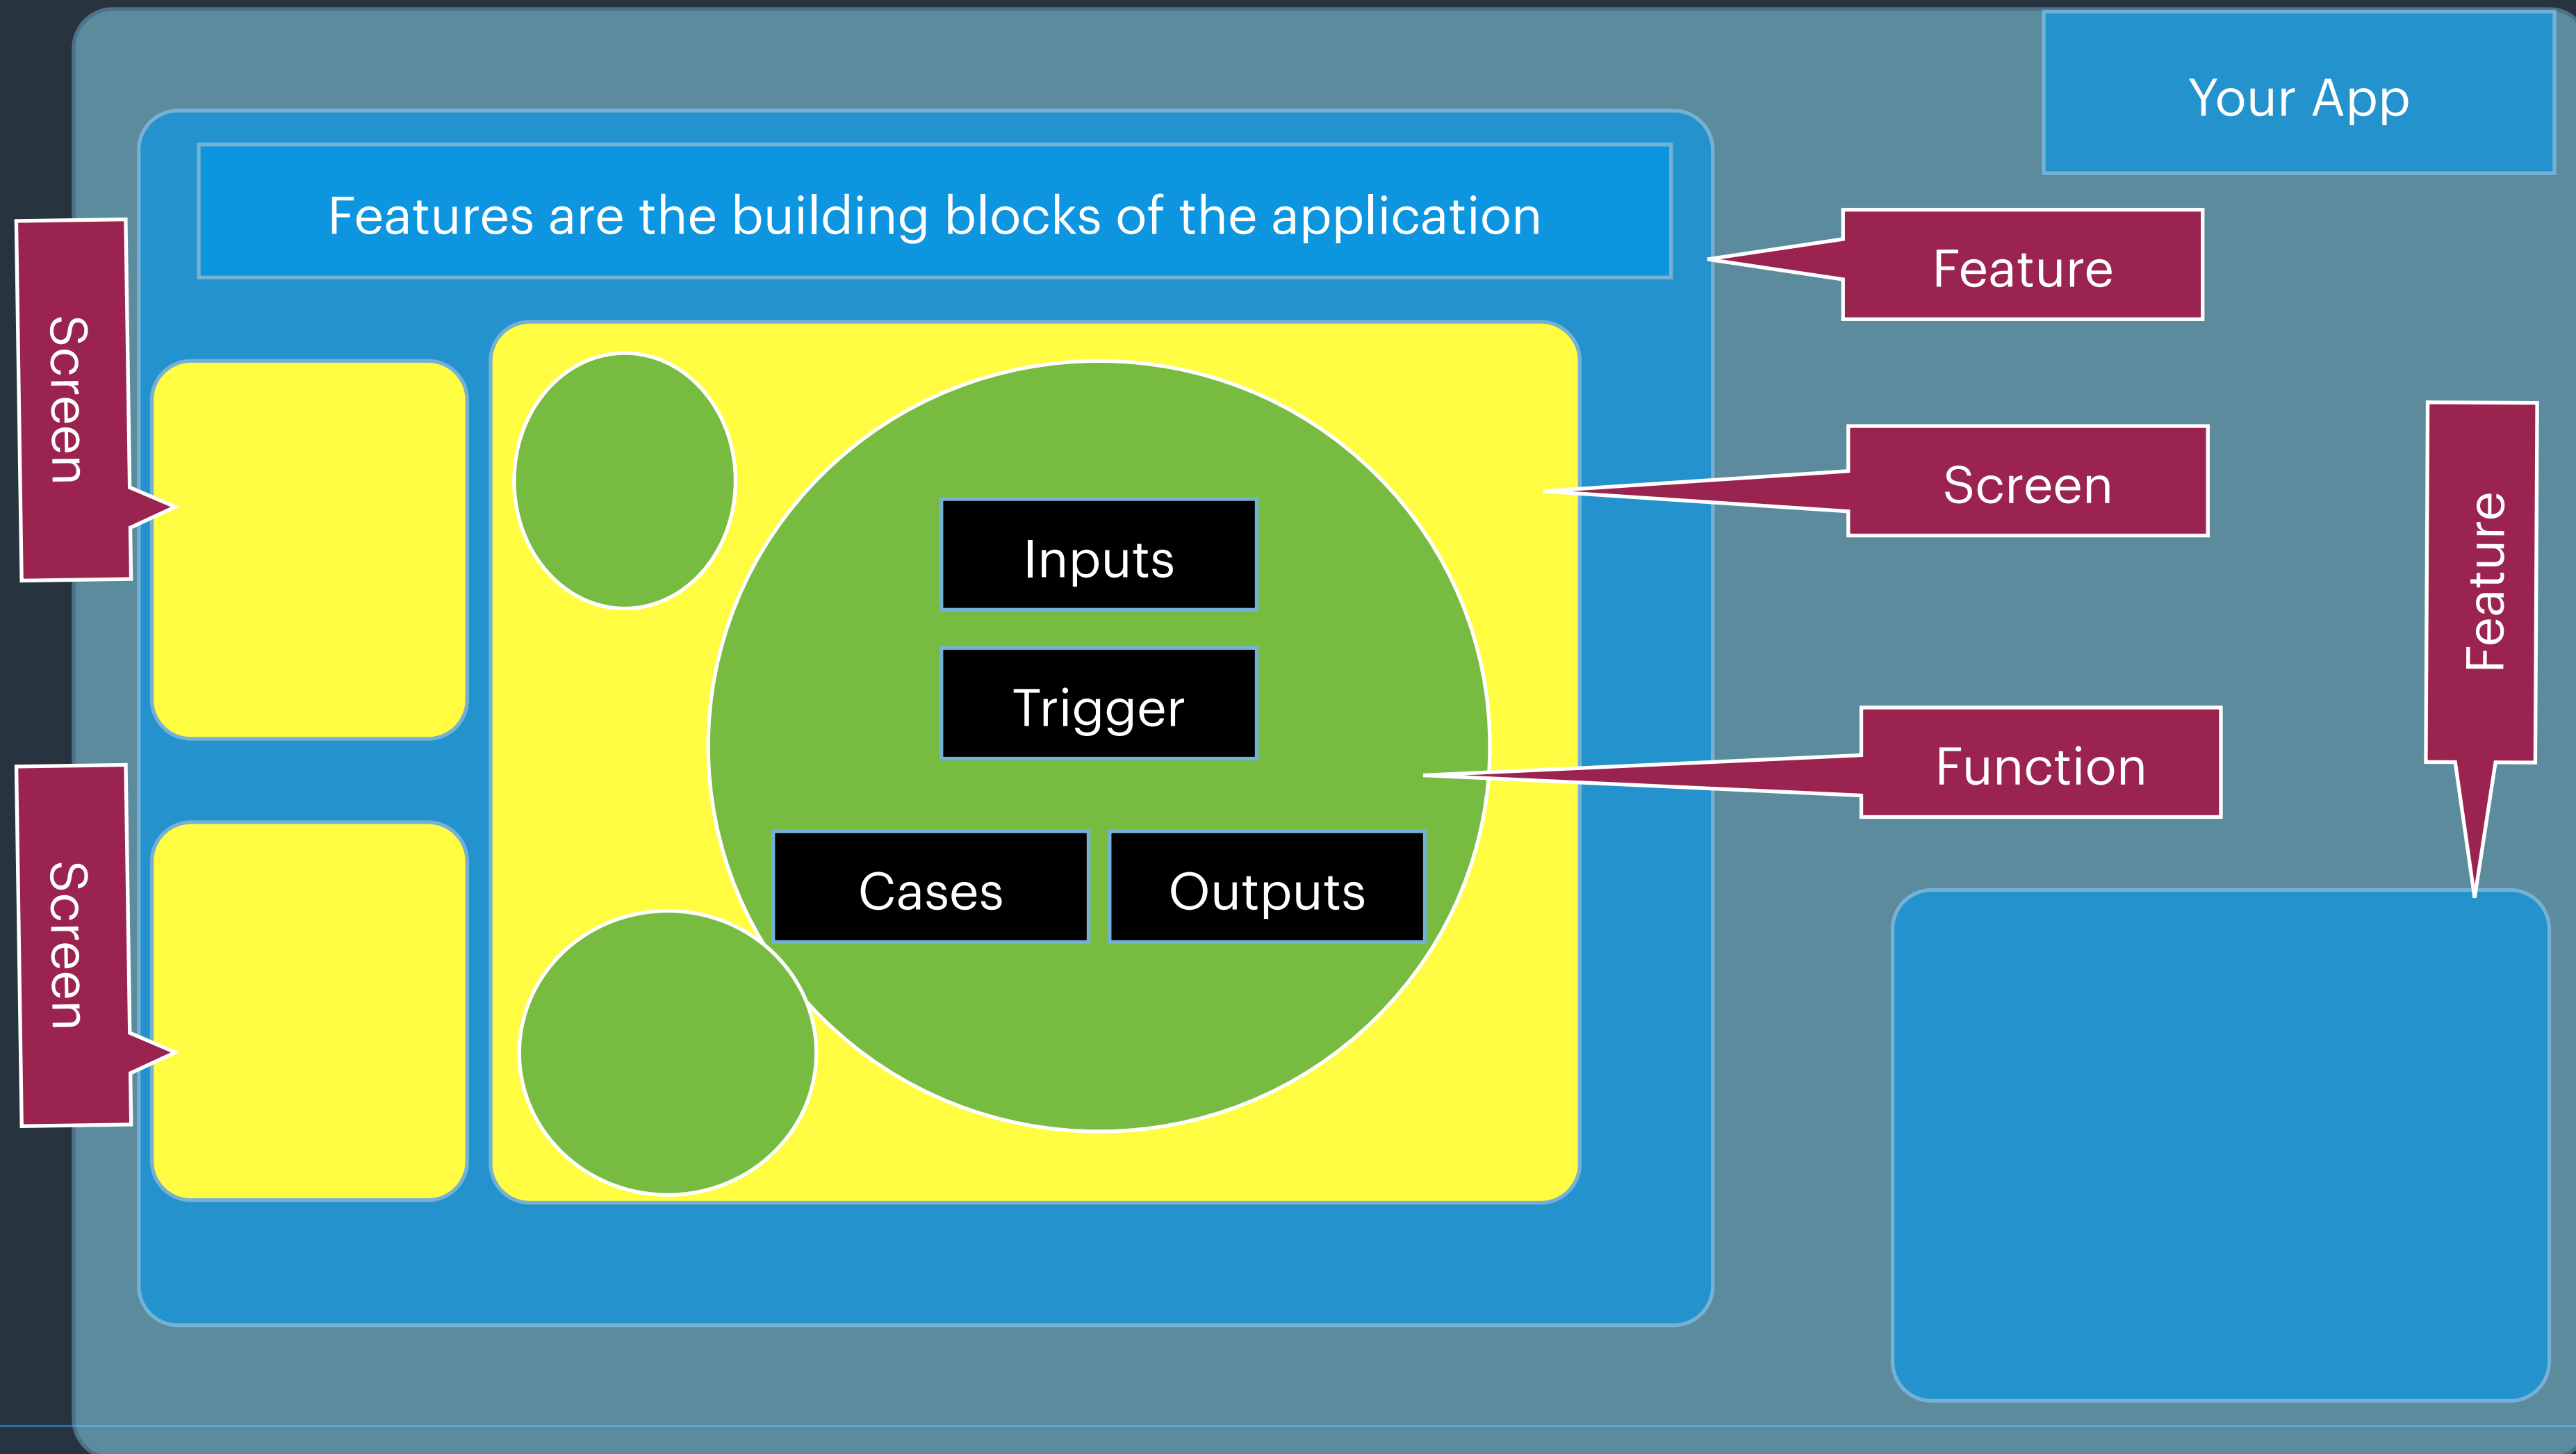 Your App
Features are the building blocks of the application
Feature
Screen
Screen
Feature
Inputs
Trigger
Function
Cases
Outputs
Screen